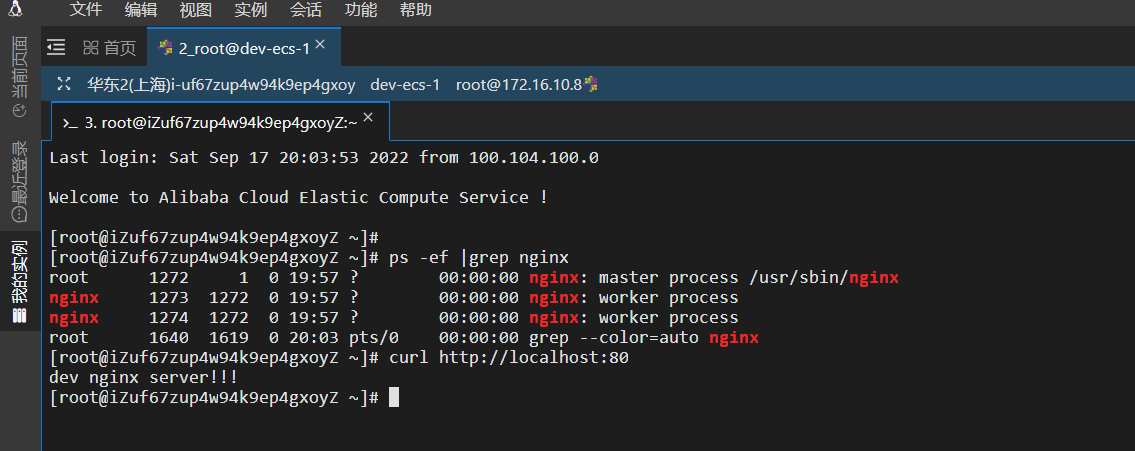 文件 编辑 视图 实例 会话 功能 帮助
首页 2_root@dev-ecs-1
华东2(上海)i-uf67zup4w94k9ep4gxoy dev-ecs-1 root@172.16.10.8
3. root@iZuf67zup4w94k9ep4gxoyZ:~
当前页面
最近登录
我的实例
Last login: Sat Sep 17 20:03:53 2022 from 100.104.100.0
Welcome to Alibaba Cloud Elastic Compute Service !
[root@iZuf67zup4w94k9ep4gxoyZ ~]#
[root@iZuf67zup4w94k9ep4gxoyZ ~]# ps -ef |grep nginx
root 1272 1 0 19:57 ? 00:00:00 nginx: master process /usr/sbin/nginx
nginx 1273 1272 0 19:57 ? 00:00:00 nginx: worker process
nginx 1274 1272 0 19:57 ? 00:00:00 nginx: worker process
root 1640 1619 0 20:03 pts/0 00:00:00 grep --color=auto nginx
[root@iZuf67zup4w94k9ep4gxoyZ ~]# curl http://localhost:80
dev nginx server!!!
[root@iZuf67zup4w94k9ep4gxoyZ ~]#